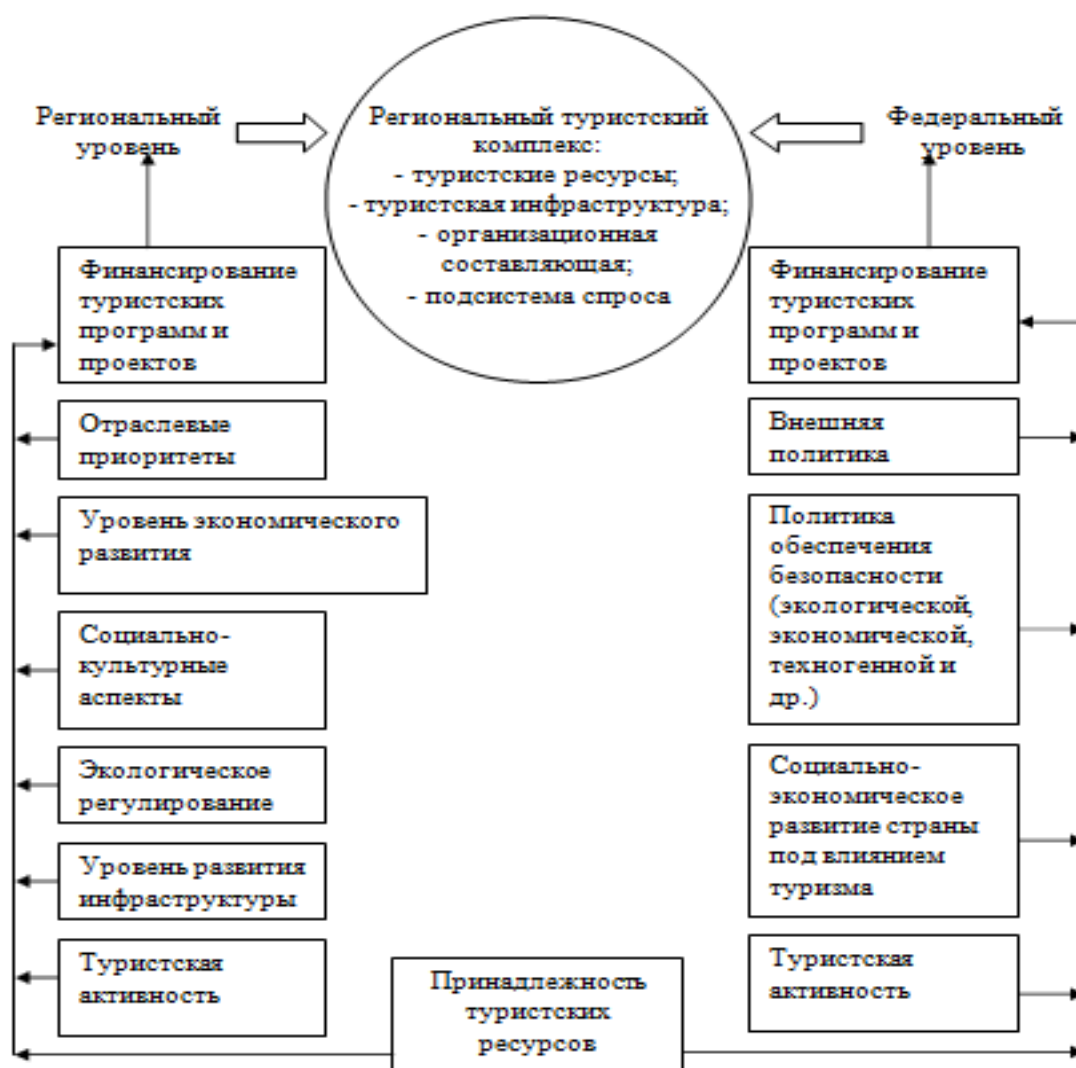 Региональный
уровень
Региональный туристский
комплекс:
- туристские ресурсы;
- туристская инфраструктура;
- организационная
составляющая;
- подсистема спроса
Федеральный
уровень
Финансирование
туристских
программ и
проектов
Отраслевые
приоритеты
Уровень экономического
развития
Социально-
культурные
аспекты
Экологическое
регулирование
Уровень развития
инфраструктуры
Туристская
активность
Принадлежность
туристских
ресурсов
Финансирование
туристских
программ и
проектов
Внешняя
политика
Политика
обеспечения
безопасности
(экологической,
экономической,
техногенной и
др.)
Социально-
экономическое
развитие страны
под влиянием
туризма
Туристская
активность